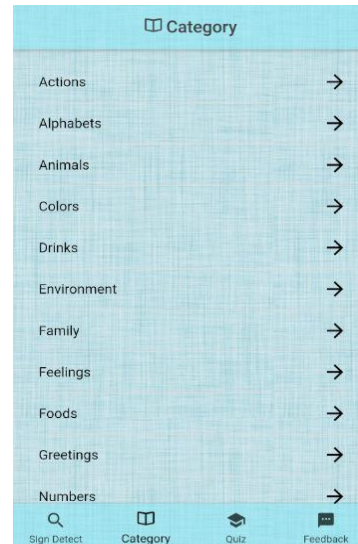 Category
Actions
Alphabets
Animals
Colors
Drinks
Environment
Family
Feelings
Foods
Greetings
Numbers
Sign Detect Category Quiz Feedback